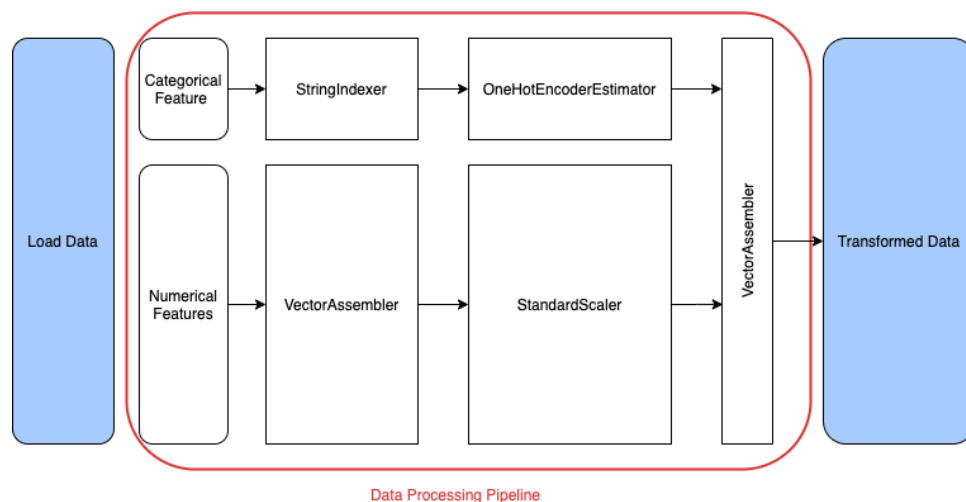 Load Data
Categorical
Feature
StringIndexer
OneHotEncoderEstimator
Numerical
Features
VectorAssembler
StandardScaler
VectorAssembler
Transformed Data
Data Processing Pipeline